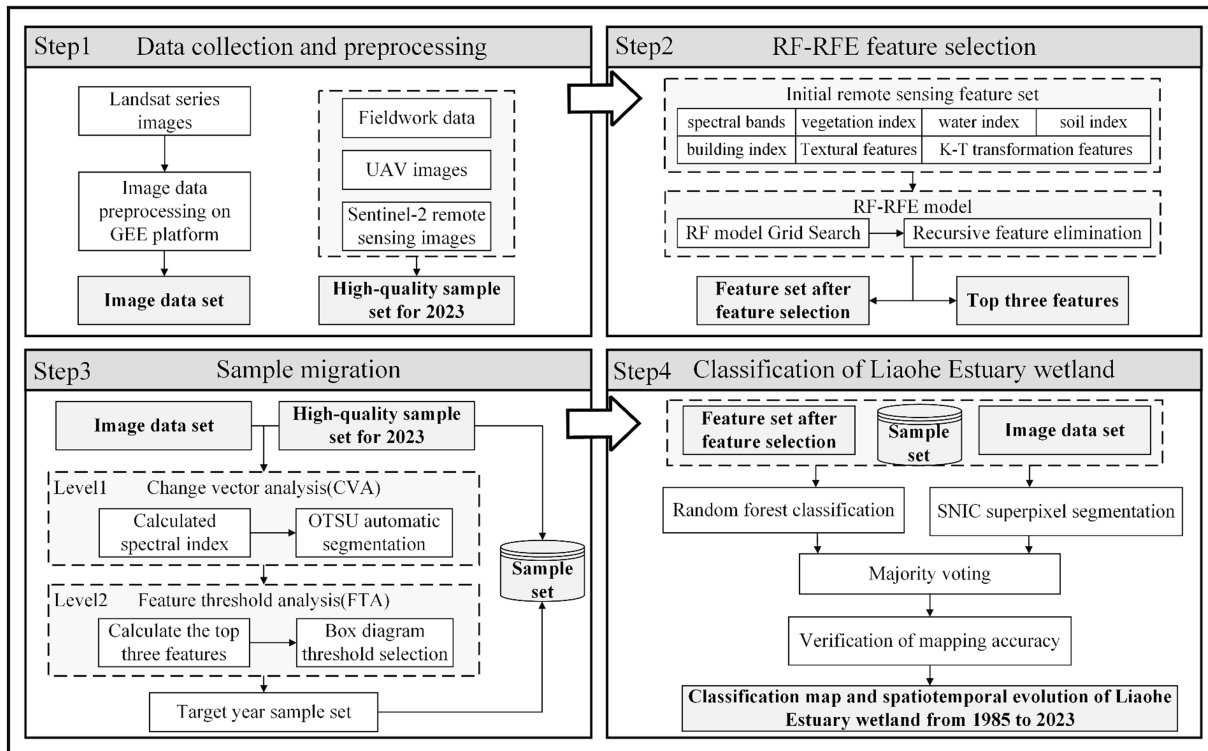 Step1 Data collection and preprocessing
Landsat series
images
Image data
preprocessing on
GEE platform
Image data set
Fieldwork data
UAV images
Sentinel-2 remote
sensing images
High-quality sample
set for 2023
Step2 RF-RFE feature selection
Initial remote sensing feature set
spectral bands vegetation index water index soil index
building index Textural features K-T transformation features
RF-RFE model
RF model Grid Search Recursive feature elimination
Feature set after
feature selection
Top three features
Step3 Sample migration
Image data set
High-quality sample
set for 2023
Level1 Change vector analysis(CVA)
Calculated
spectral index
OTSU automatic
segmentation
Level2 Feature threshold analysis(FTA)
Calculate the top
three features
Box diagram
threshold selection
Target year sample set
Sample
set
Step4 Classification of Liaohe Estuary wetland
Feature set after
feature selection
Sample
set
Image data set
Random forest classification
SNIC superpixel segmentation
Majority voting
Verification of mapping accuracy
Classification map and spatiotemporal evolution of Liaohe
Estuary wetland from 1985 to 2023